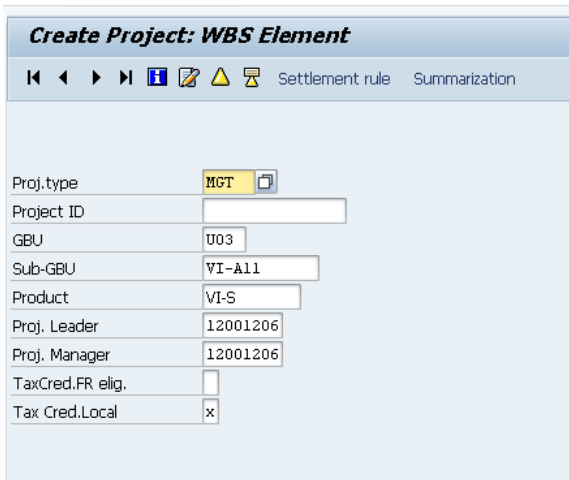 Create Project: WBS Element
Settlement rule Summarization
Proj.type MGT
Project ID
GBU U03
Sub-GBU VI-All
Product VI-S
Proj. Leader 12001206
Proj. Manager 12001206
TaxCred.FR elig.
Tax Cred.Local x